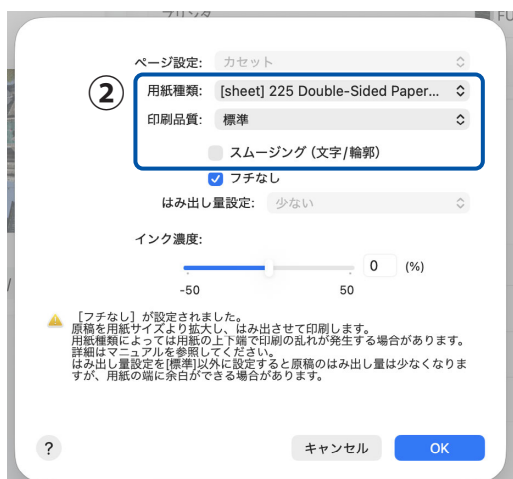 プリンタ
FU
ページ設定: カセット
② 用紙種類: [sheet] 225 Double-Sided Paper...
印刷品質: 標準
スムージング (文字/輪郭)
フチなし
はみ出し量設定: 少ない
インク濃度:
0 (%)
-50 50
[フチなし] が設定されました。
原稿を用紙サイズより拡大し、はみ出させて印刷します。
用紙種類によっては用紙の上下端で印刷の乱れが発生する場合があります。
詳細はマニュアルを参照してください。
はみ出し量設定を[標準]以外に設定すると原稿のはみ出し量は少なくなりま
すが、用紙の端に余白ができる場合があります。
? キャンセル OK